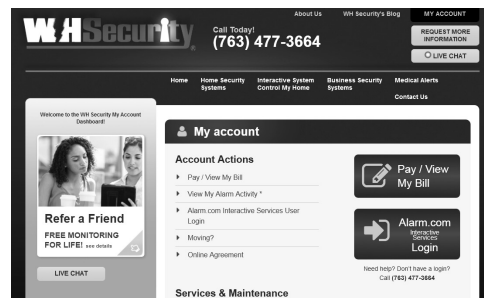 About Us
WH Security's Blog
MY ACCOUNT
WH Security
Call Today!
(763) 477-3664
REQUEST MORE
INFORMATION
LIVE CHAT
Home
Home Security
Systems
Interactive System
Control My Home
Business Security
Systems
Medical Alerts
Contact Us
Welcome to the WH Security My Account
Dashboard!
Refer a Friend
FREE MONITORING
FOR LIFE! see details
LIVE CHAT
My account
Account Actions
Pay / View My Bill
View My Alarm Activity *
Alarm.com Interactive Services User
Login
Moving?
Online Agreement
Services & Maintenance
Pay / View
My Bill
Alarm.com
Interactive
Services
Login
Need help? Don't have a login?
Call (763) 477-3664